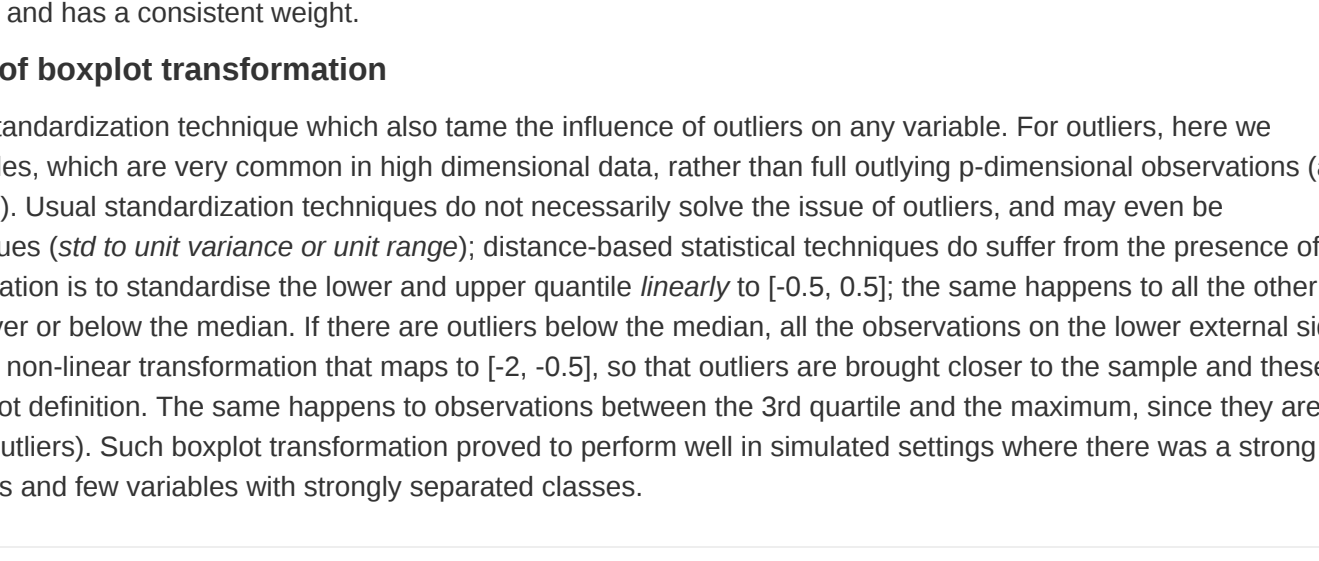 and has a consistent weight.
of boxplot transformation
tandardization technique which also tame the influence of outliers on any variable. For outliers, here we
les, which are very common in high dimensional data, rather than full outlying p-dimensional observations (
). Usual standardization techniques do not necessarily solve the issue of outliers, and may even be
ues (std to unit variance or unit range); distance-based statistical techniques do suffer from the presence of
ation is to standardise the lower and upper quantile linearly to [-0.5, 0.5]; the same happens to all the other
er or below the median. If there are outliers below the median, all the observations on the lower external si
non-linear transformation that maps to [-2, -0.5], so that outliers are brought closer to the sample and these
ot definition. The same happens to observations between the 3rd quartile and the maximum, since they are
utliers). Such boxplot transformation proved to perform well in simulated settings where there was a strong
s and few variables with strongly separated classes.